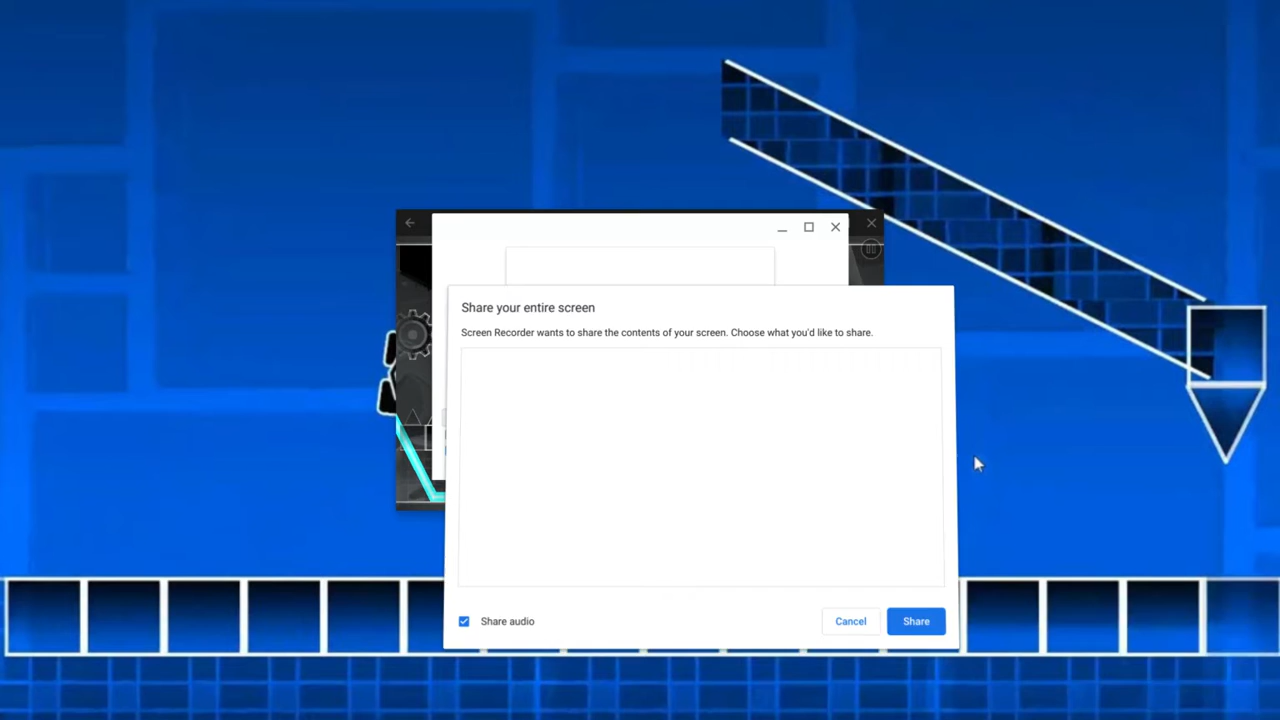 Share your entire screen
Screen Recorder wants to share the contents of your screen. Choose what you'd like to share.
Share audio
Cancel
Share